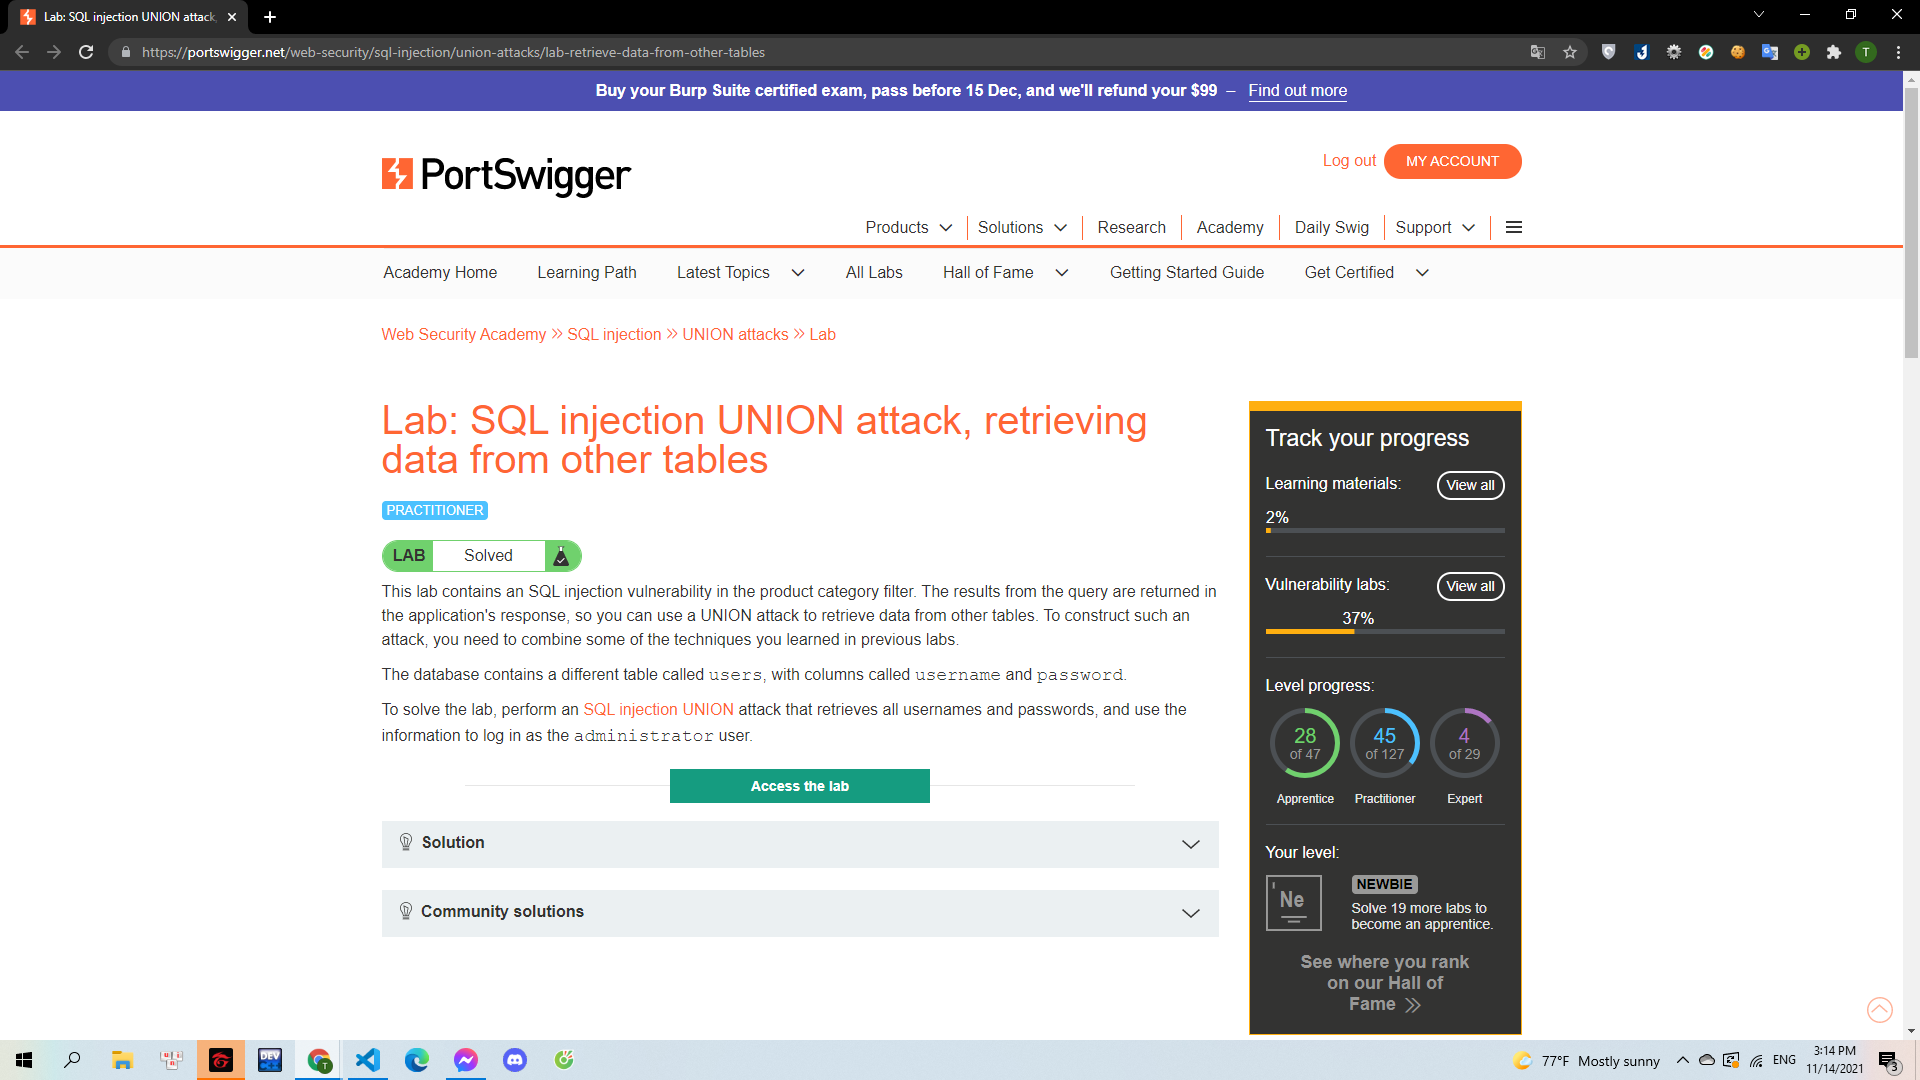 Lab: SQL injection UNION attack
https://portswigger.net/web-security/sql-injection/union-attacks/lab-retrieve-data-from-other-tables
T
Buy your Burp Suite certified exam, pass before 15 Dec, and we'll refund your $99 – Find out more
PortSwigger
Log out
MY ACCOUNT
Products
Solutions
Research
Academy
Daily Swig
Support
Academy Home
Learning Path
Latest Topics
All Labs
Hall of Fame
Getting Started Guide
Get Certified
Web Security Academy » SQL injection » UNION attacks » Lab
Lab: SQL injection UNION attack, retrieving
data from other tables
PRACTITIONER
LAB Solved
This lab contains an SQL injection vulnerability in the product category filter. The results from the query are returned in
the application's response, so you can use a UNION attack to retrieve data from other tables. To construct such an
attack, you need to combine some of the techniques you learned in previous labs.
The database contains a different table called users, with columns called username and password.
To solve the lab, perform an SQL injection UNION attack that retrieves all usernames and passwords, and use the
information to log in as the administrator user.
Access the lab
Solution
Community solutions
Track your progress
Learning materials:
View all
2%
Vulnerability labs:
View all
37%
Level progress:
28
of 47
45
of 127
4
of 29
Apprentice
Practitioner
Expert
Your level:
Ne
NEWBIE
Solve 19 more labs to
become an apprentice.
See where you rank
on our Hall of
Fame »
DEV
T
77°F Mostly sunny
ENG
3:14 PM
11/14/2021
3